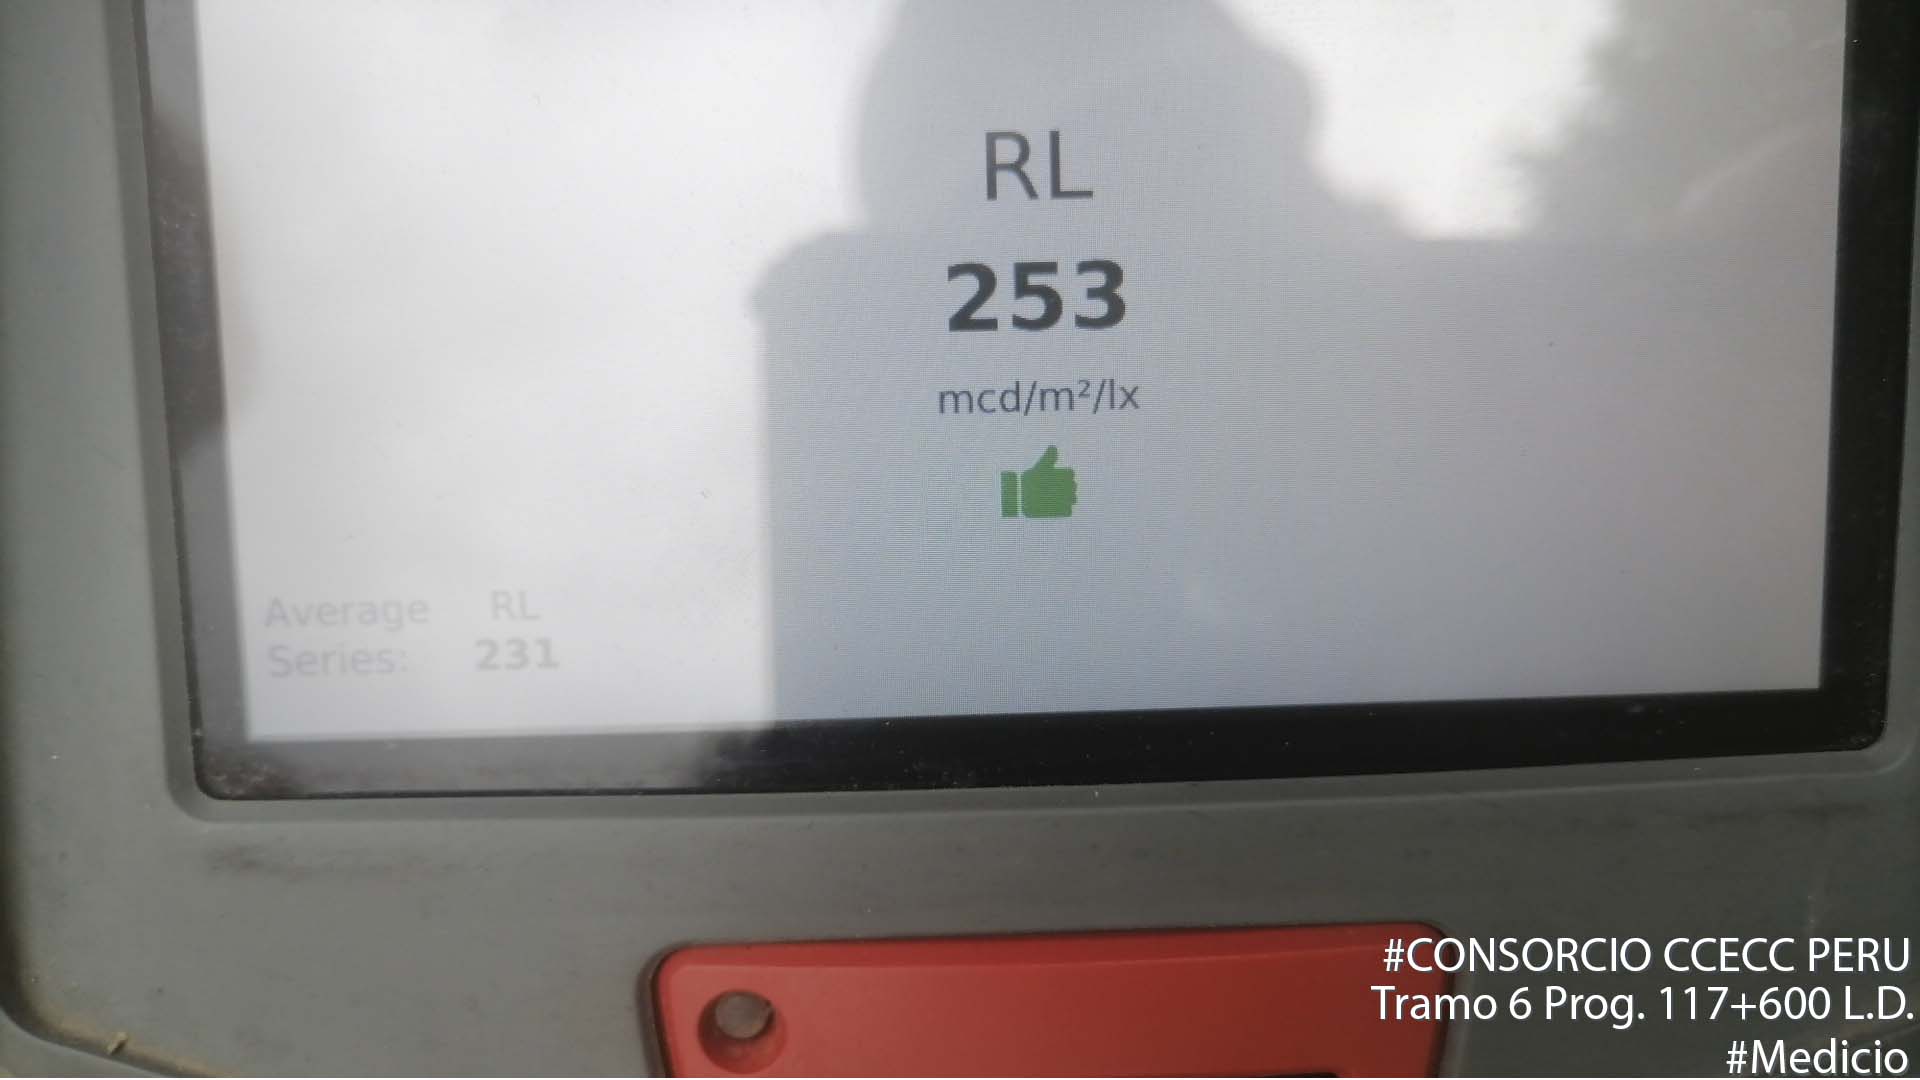 RL
253
mcd/m²/lx
Average RL
Series: 231
#CONSORCIO CCECC PERU
Tramo 6 Prog. 117+600 L.D.
#Medicio